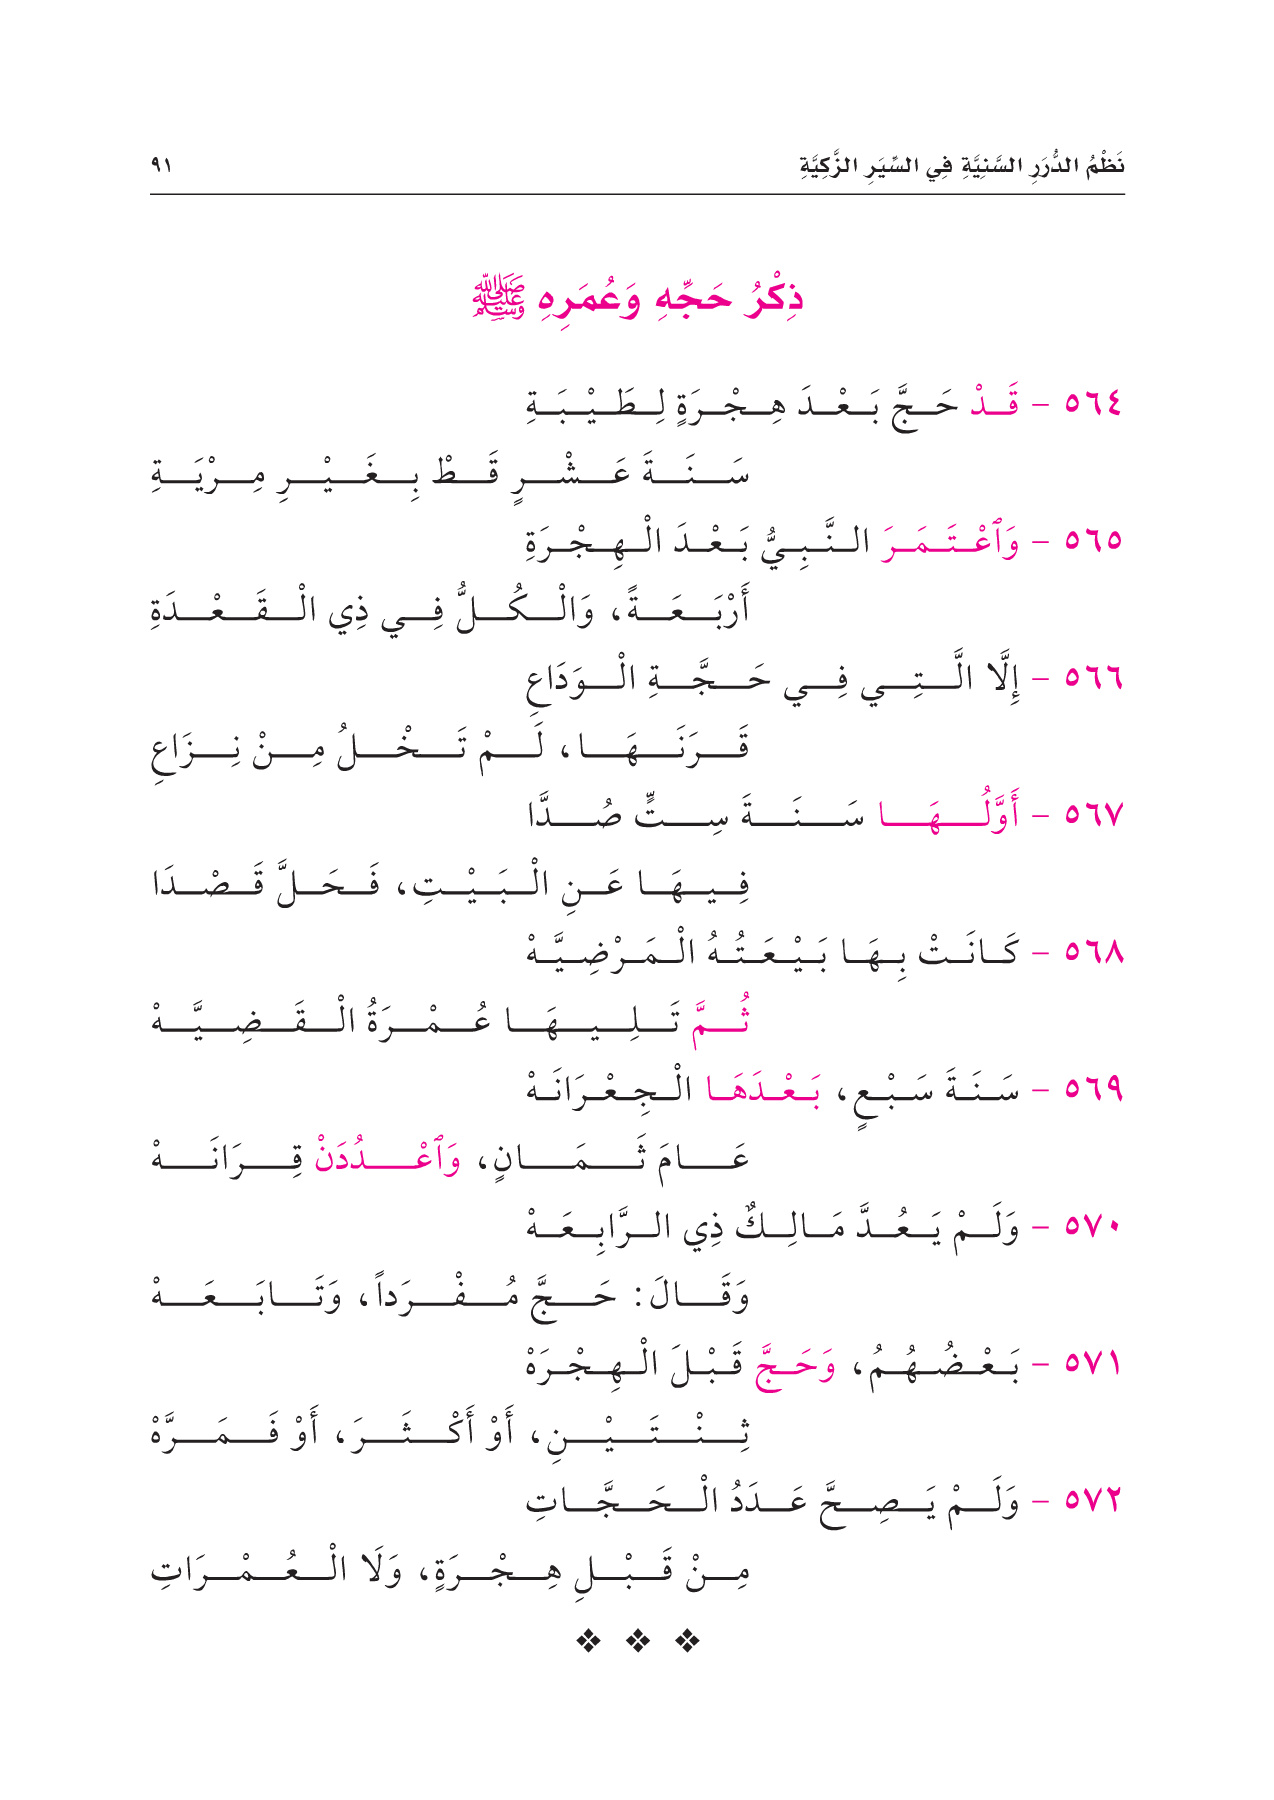 نَظْمُ الدُّرَرِ السَّنِيَّةِ فِي السِّيَرِ الزَّكِيَّةِ ٩١
ذِكْرُ حَجِّهِ وَعُمَرِهِ ﷺ
٥٦٤ - قَدْ حَجَّ بَعْدَ هِجْرَةٍ لِطَيْبَةِ
سَنَةَ عَشْرٍ قَطْ بِغَيْرِ مِرْيَةِ
٥٦٥ - وَٱعْتَمَرَ النَّبِيُّ بَعْدَ الْهِجْرَةِ
أَرْبَعَةً، وَالْكُلُّ فِي ذِي الْقَعْدَةِ
٥٦٦ - إِلَّا الَّتِي فِي حَجَّةِ الْوَدَاعِ
قَرَنَهَا، لَمْ تَخْلُ مِنْ نِزَاعِ
٥٦٧ - أَوَّلُهَا سَنَةَ سِتٍّ صُدَّا
فِيهَا عَنِ الْبَيْتِ، فَحَلَّ قَصْدَا
٥٦٨ - كَانَتْ بِهَا بَيْعَتُهُ الْمَرْضِيَّهْ
ثُمَّ تَلِيهَا عُمْرَةُ الْقَضِيَّهْ
٥٦٩ - سَنَةَ سَبْعٍ، بَعْدَهَا الْجِعْرَانَهْ
عَامَ ثَمَانٍ، وَٱعْدُدَنْ قِرَانَهْ
٥٧٠ - وَلَمْ يَعُدَّ مَالِكٌ ذِي الرَّابِعَهْ
وَقَالَ: حَجَّ مُفْرَداً، وَتَابَعَهْ
٥٧١ - بَعْضُهُمُ، وَحَجَّ قَبْلَ الْهِجْرَهْ
ثِنْتَيْنِ، أَوْ أَكْثَرَ، أَوْ فَمَرَّهْ
٥٧٢ - وَلَمْ يَصِحَّ عَدَدُ الْحَجَّاتِ
مِنْ قَبْلِ هِجْرَةٍ، وَلَا الْعُمْرَاتِ